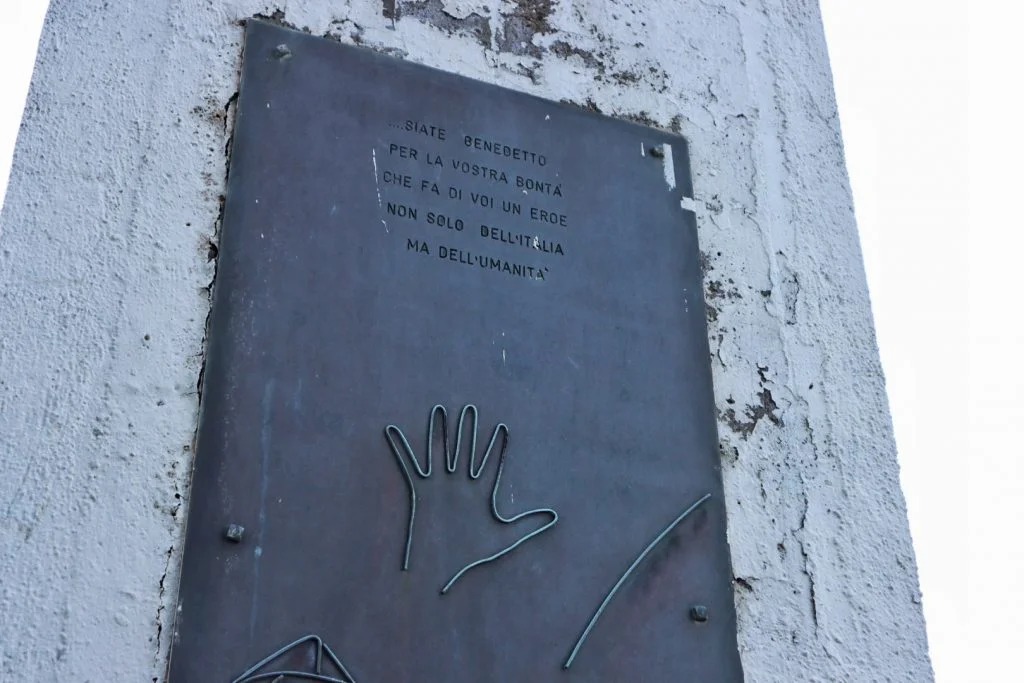 ....SIATE BENEDETTO
PER LA VOSTRA BONTA'
CHE FA DI VOI UN EROE
NON SOLO DELL'ITALIA
MA DELL'UMANITA'